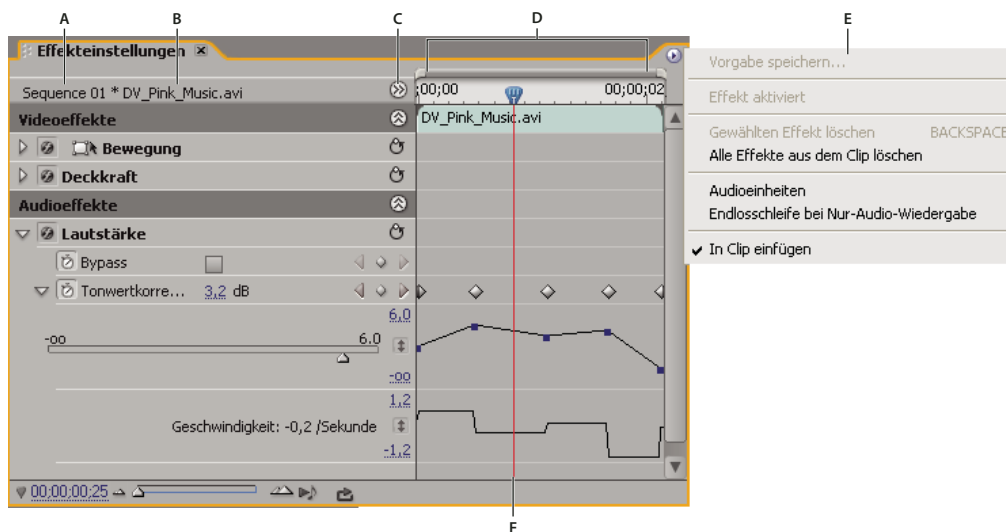 A B C D E
Effekteinstellungen
Sequence 01 * DV_Pink_Music.avi
;00;00 00;00;02
Videoeffekte
DV_Pink_Music.avi
Bewegung
Deckkraft
Audioeffekte
Lautstärke
Bypass
Tonwertkorre... 3,2 dB
6,0
-oo 6.0
-oo
1,2
Geschwindigkeit: -0,2 /Sekunde
-1,2
00;00;00;25
Vorgabe speichern...
Effekt aktiviert
Gewählten Effekt löschen BACKSPACE
Alle Effekte aus dem Clip löschen
Audioeinheiten
Endlosschleife bei Nur-Audio-Wiedergabe
In Clip einfügen
F